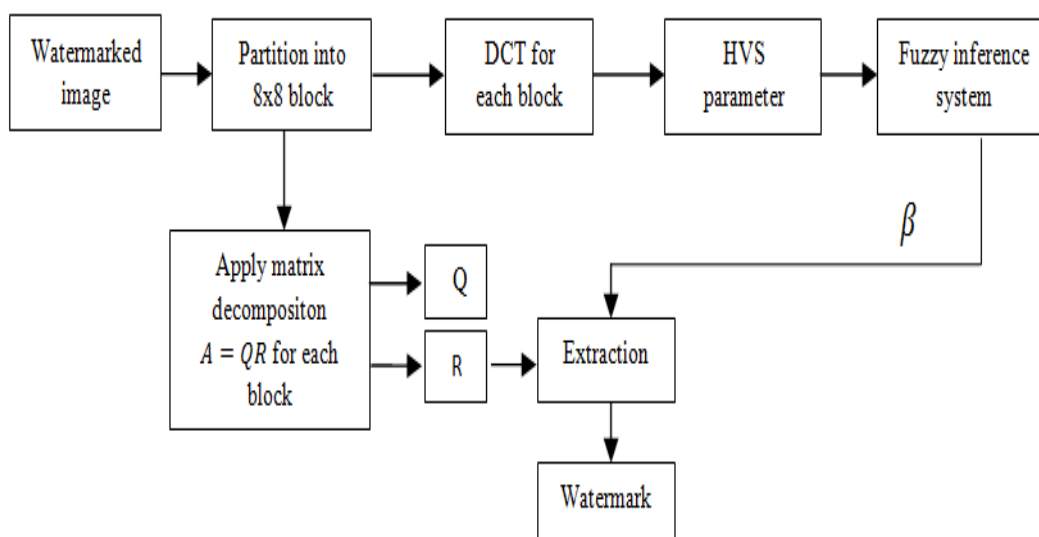 Watermarked
image
Partition into
8x8 block
DCT for
each block
HVS
parameter
Fuzzy inference
system
β
Apply matrix
decompositon
A = QR for each
block
Q
R
Extraction
Watermark